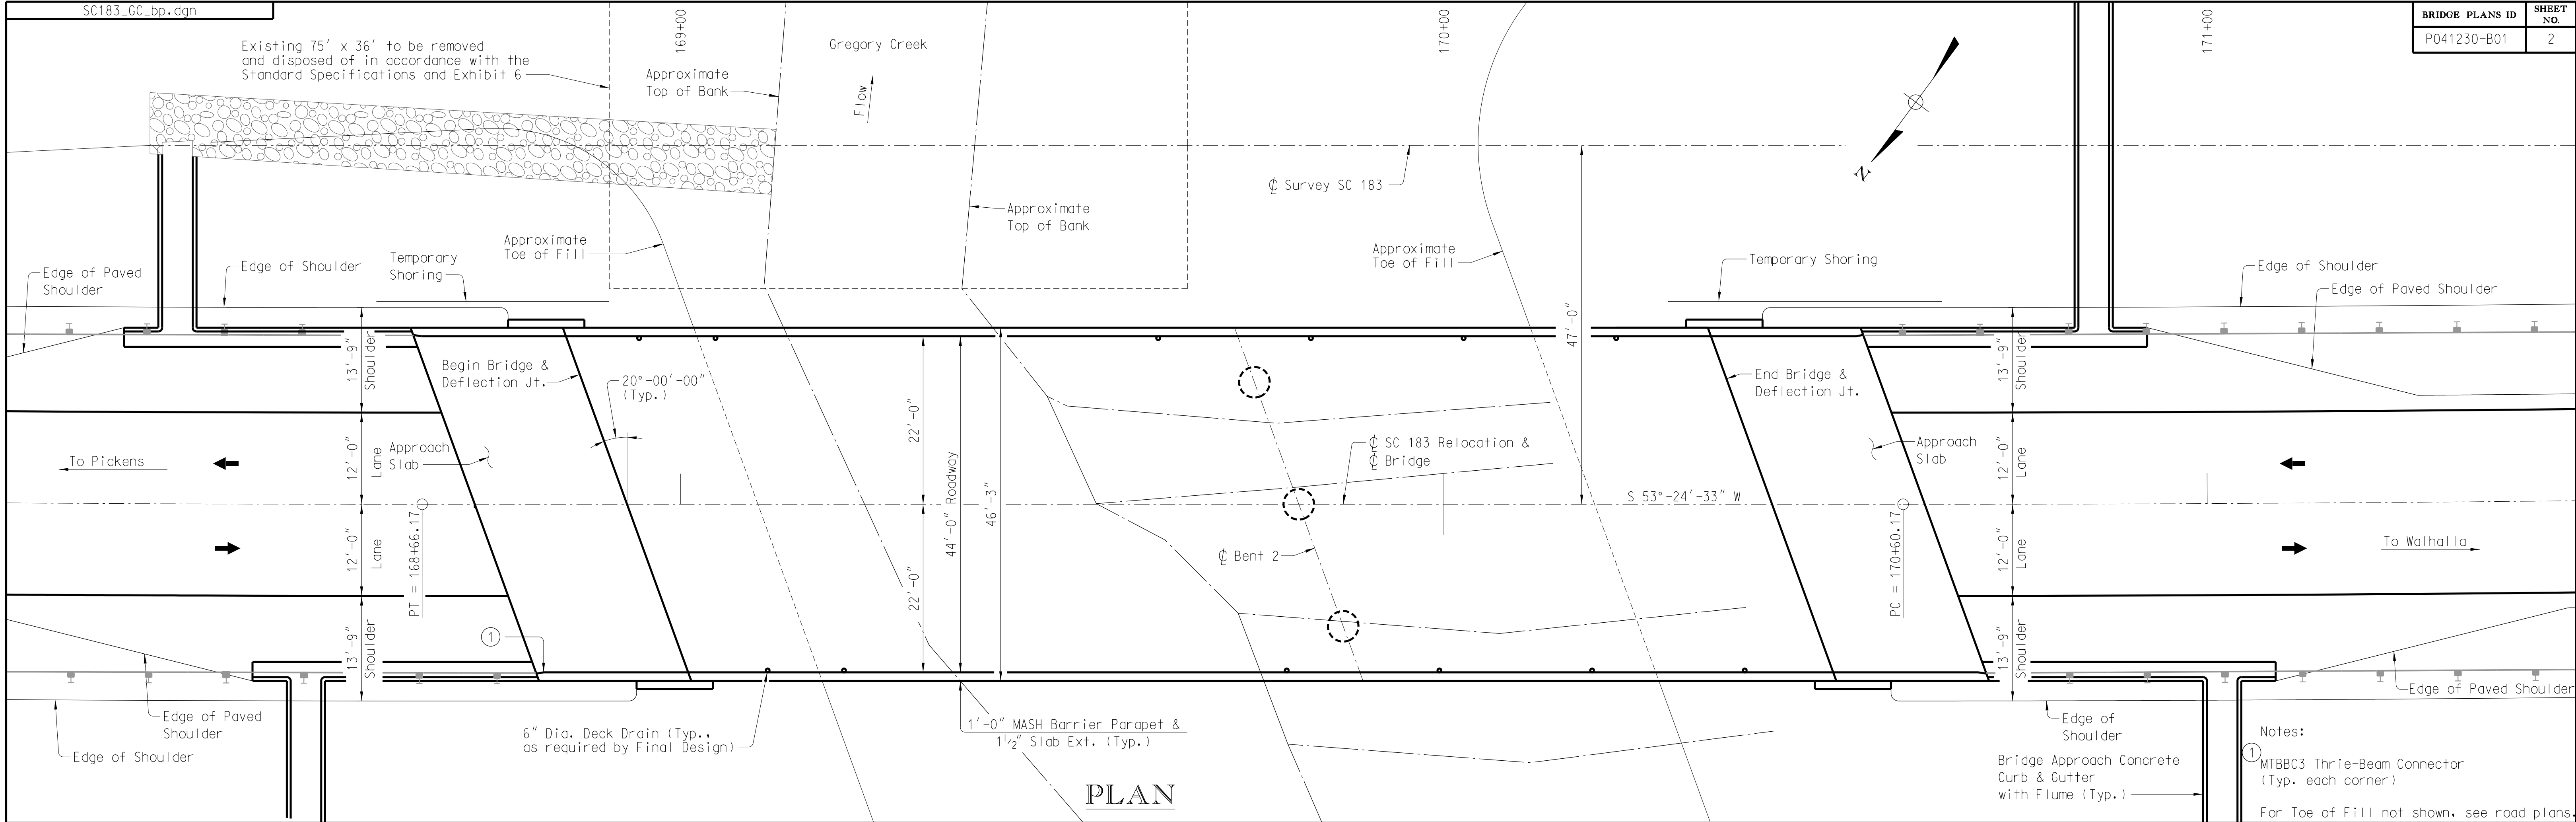 SC183_GC_bp.dgn
BRIDGE PLANS ID
SHEET
NO.
P041230-B01
2
Existing 75' x 36' to be removed
and disposed of in accordance with the
Standard Specifications and Exhibit 6
169+00
Approximate
Top of Bank
Gregory Creek
Flow
170+00
171+00
N
℄ Survey SC 183
Approximate
Top of Bank
Approximate
Toe of Fill
Approximate
Toe of Fill
Temporary
Shoring
Temporary Shoring
Edge of Paved
Shoulder
Edge of Shoulder
Edge of Shoulder
Edge of Paved Shoulder
47'-0"
13'-9"
Shoulder
Begin Bridge &
Deflection Jt.
20°-00'-00"
(Typ.)
End Bridge &
Deflection Jt.
13'-9"
Shoulder
22'-0"
44'-0" Roadway
46'-3"
To Pickens
12'-0"
Lane
Approach
Slab
℄ SC 183 Relocation &
℄ Bridge
Approach
Slab
12'-0"
Lane
S 53°-24'-33" W
PT = 168+66.17
PC = 170+60.17
12'-0"
Lane
22'-0"
℄ Bent 2
12'-0"
Lane
To Walhalla
13'-9"
Shoulder
1
13'-9"
Shoulder
Edge of Paved
Shoulder
Edge of Shoulder
6" Dia. Deck Drain (Typ.,
as required by Final Design)
1'-0" MASH Barrier Parapet &
1½" Slab Ext. (Typ.)
Edge of Paved Shoulder
Edge of
Shoulder
Bridge Approach Concrete
Curb & Gutter
with Flume (Typ.)
Notes:
1 MTBBC3 Thrie-Beam Connector
(Typ. each corner)
For Toe of Fill not shown, see road plans.
PLAN